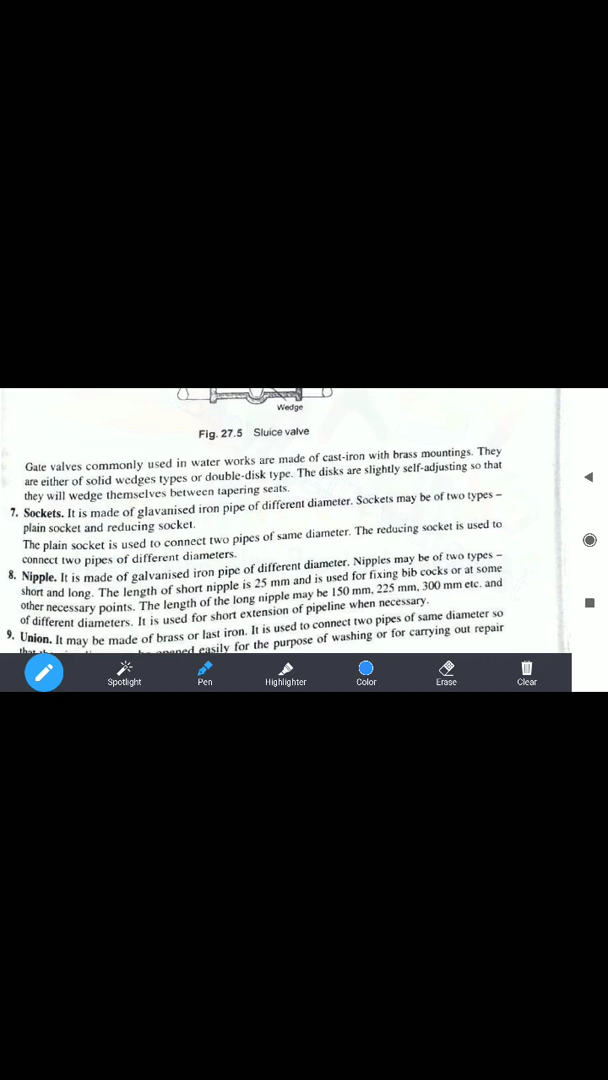 Wedge
Fig. 27.5 Sluice valve
Gate valves commonly used in water works are made of cast-iron with brass mountings. They
are either of solid wedges types or double-disk type. The disks are slightly self-adjusting so that
they will wedge themselves between tapering seats.
7. Sockets. It is made of glavanised iron pipe of different diameter. Sockets may be of two types –
plain socket and reducing socket.
The plain socket is used to connect two pipes of same diameter. The reducing socket is used to
connect two pipes of different diameters.
8. Nipple. It is made of galvanised iron pipe of different diameter. Nipples may be of two types –
short and long. The length of short nipple is 25 mm and is used for fixing bib cocks or at some
other necessary points. The length of the long nipple may be 150 mm, 225 mm, 300 mm etc. and
of different diameters. It is used for short extension of pipeline when necessary.
9. Union. It may be made of brass or last iron. It is used to connect two pipes of same diameter so
easily for the purpose of washing or for carrying out repair
Spotlight Pen Highlighter Color Erase Clear